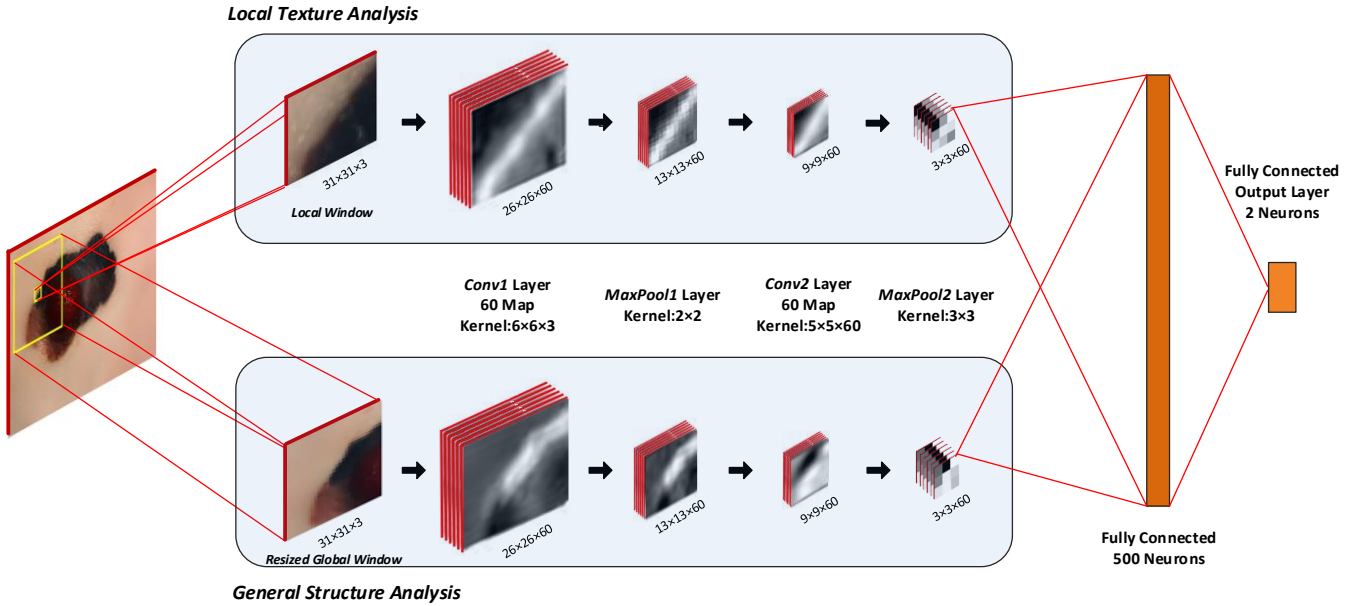 Local Texture Analysis
31×31×3
Local Window
26×26×60
13×13×60
9×9×60
3×3×60
Fully Connected
Output Layer
2 Neurons
Conv1 Layer
60 Map
Kernel:6×6×3
MaxPool1 Layer
Kernel:2×2
Conv2 Layer
60 Map
Kernel:5×5×60
MaxPool2 Layer
Kernel:3×3
31×31×3
Resized Global Window
26×26×60
13×13×60
9×9×60
3×3×60
Fully Connected
500 Neurons
General Structure Analysis